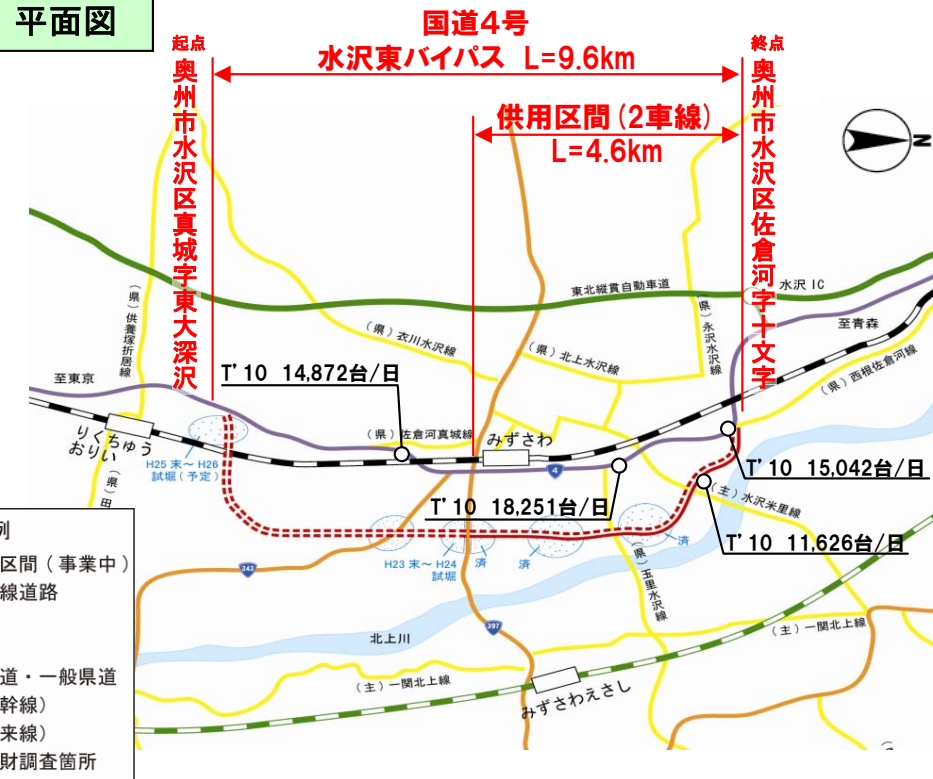 平面図
国道4号
水沢東バイパス L=9.6km
供用区間(2車線)
L=4.6km
起点
奥州市水沢区真城字東大深沢
終点
奥州市水沢区佐倉河字十文字
N
東北縦貫自動車道
水沢IC
至青森
(県)供養塚折居線
(県)衣川水沢線
(県)北上水沢線
(県)永沢水沢線
(県)西根佐倉河線
至東京
T'10 14,872台/日
りくちゅう
おりい
(県)佐倉河真城線
みずさわ
4
H25 末～ H26
試堀(予定)
(県)田
T'10 15,042台/日
T'10 18,251台/日
(主)水沢米里線
T'10 11,626台/日
H23 末～ H24
試堀
済
済
済
(県)玉里水沢線
343
397
北上川
(主)一関北上線
(主)一関北上線
みずさわえさし
例
区間(事業中)
線道路
道・一般県道
幹線)
来線)
財調査箇所